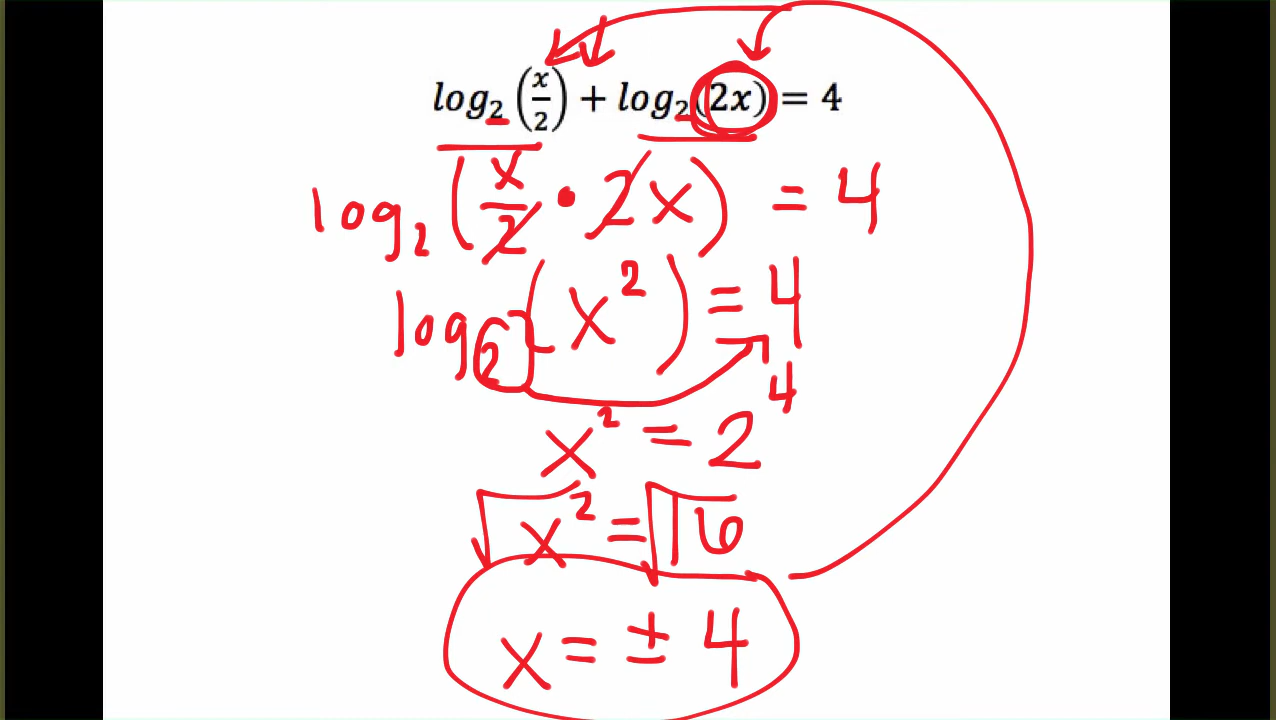 log₂(x/2) + log₂(2x) = 4
log₂(x/2 · 2x) = 4
log₂(x²) = 4
x² = 2⁴
√x² = √16
x = ± 4